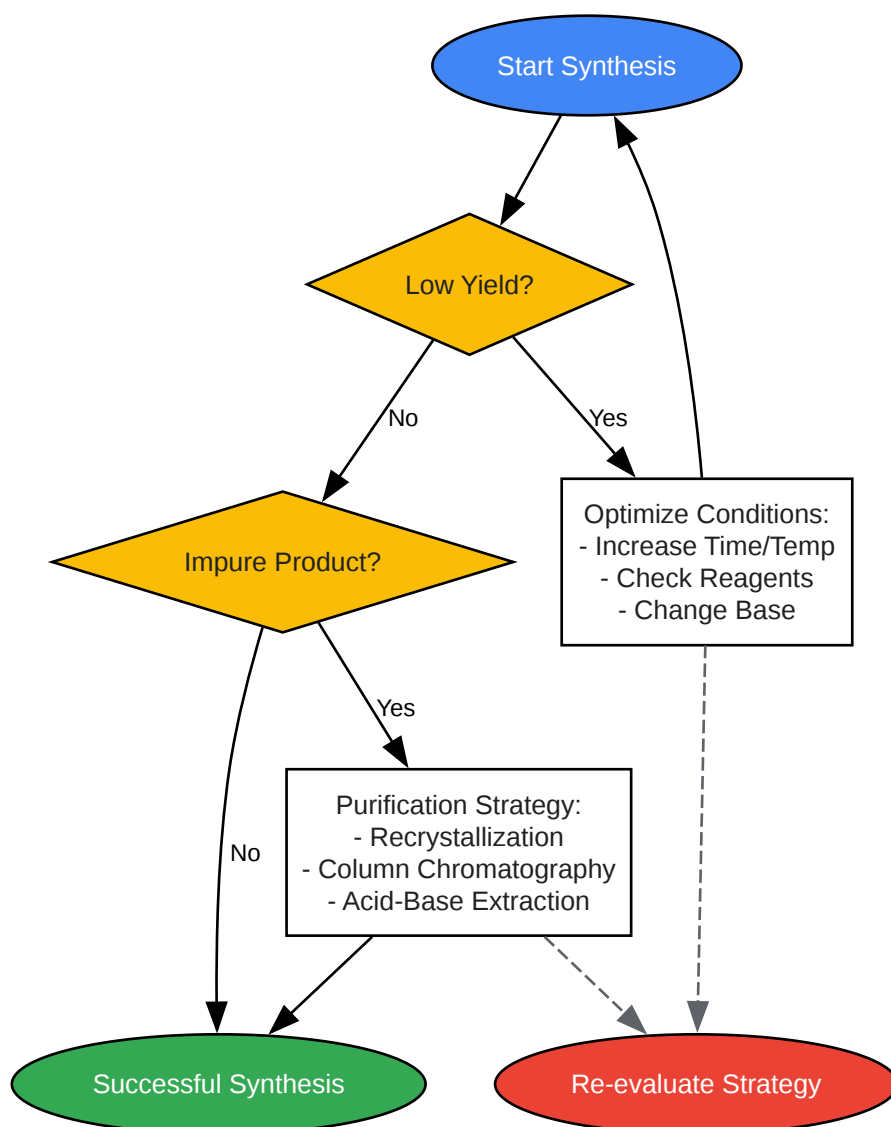 Start Synthesis
Low Yield?
No
Yes
Optimize Conditions:
- Increase Time/Temp
- Check Reagents
- Change Base
Impure Product?
Yes
No
Purification Strategy:
- Recrystallization
- Column Chromatography
- Acid-Base Extraction
Successful Synthesis
Re-evaluate Strategy